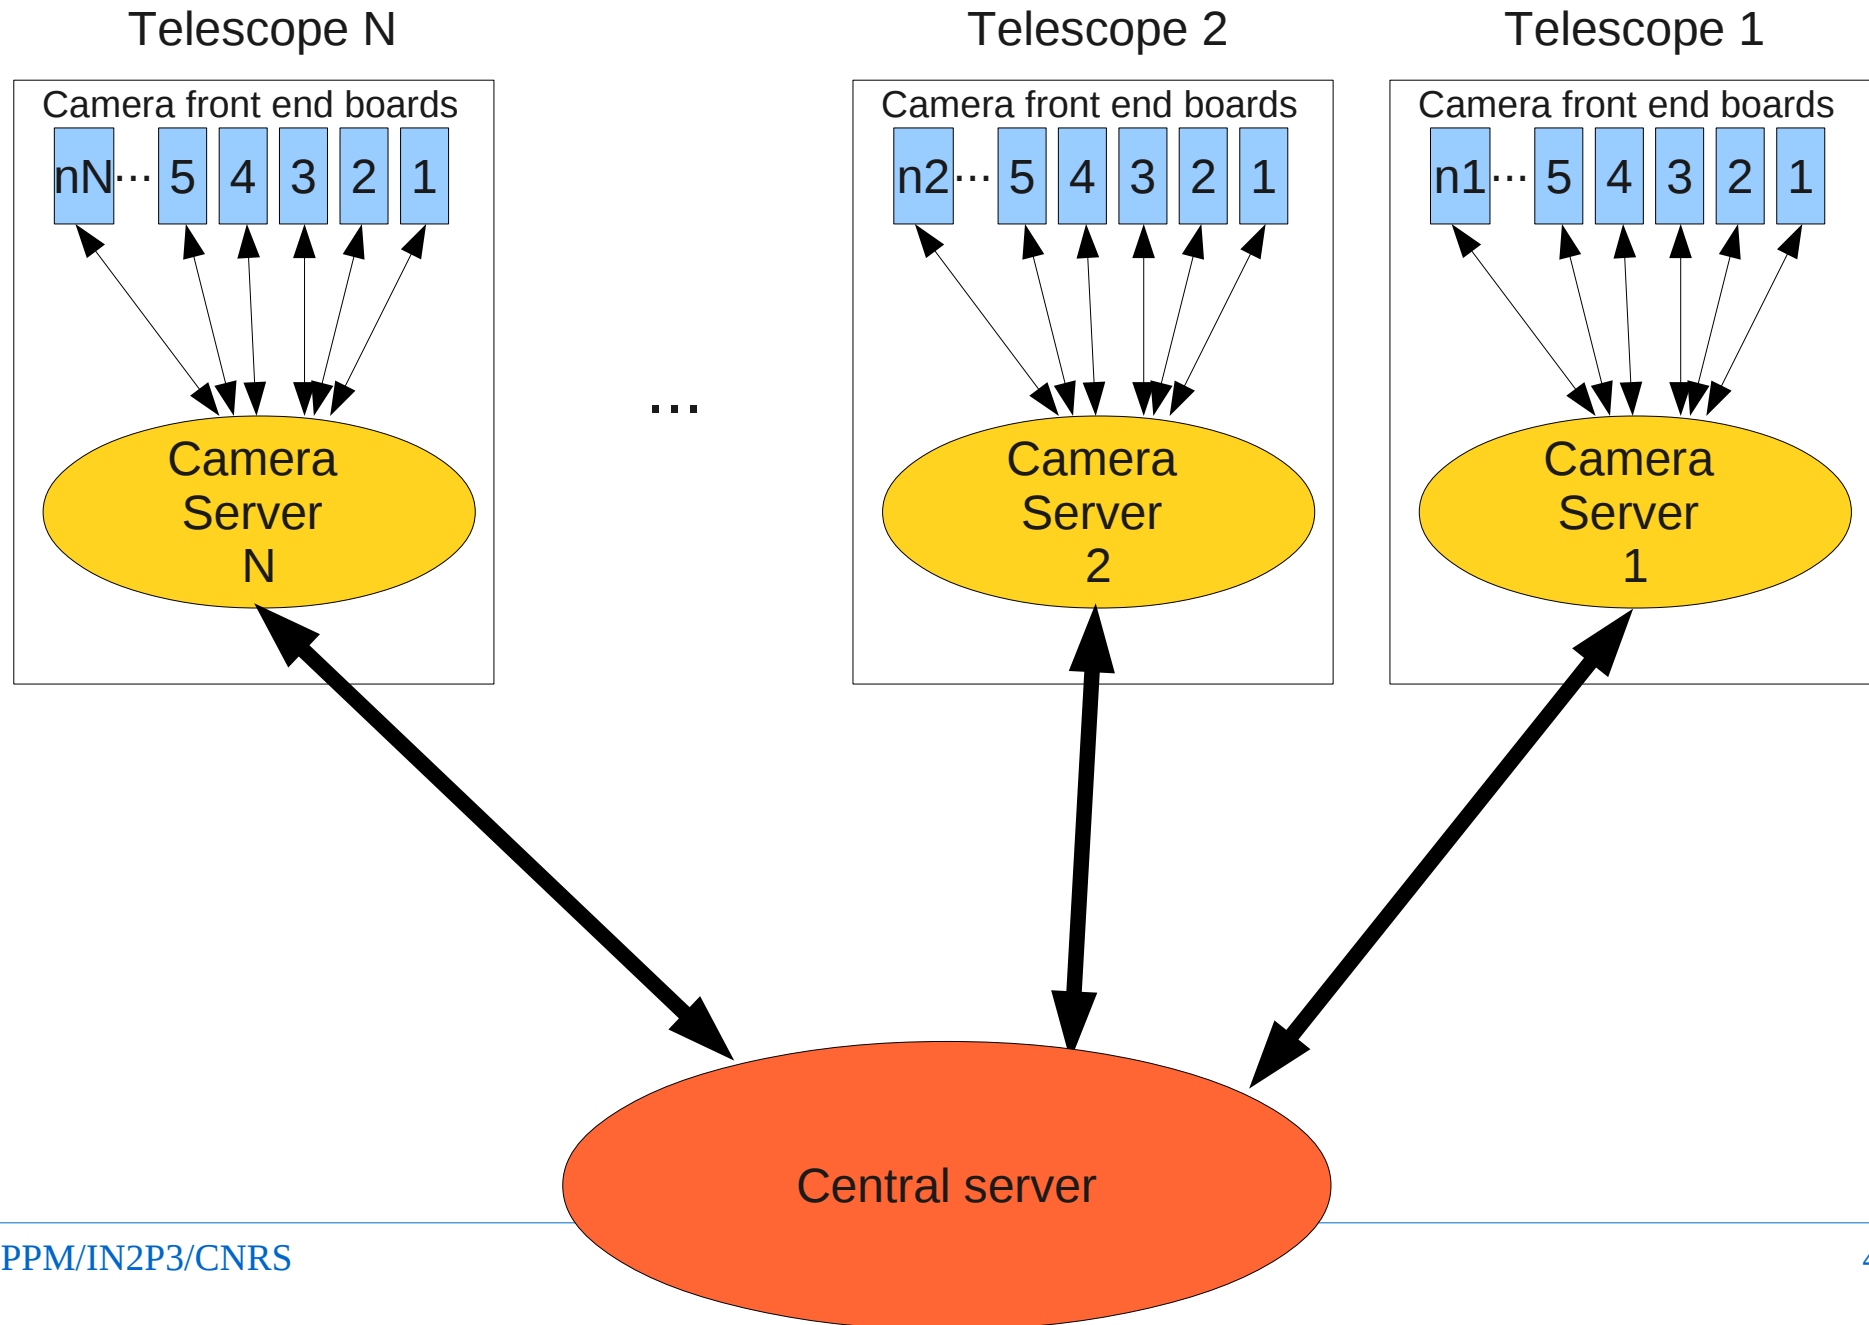 Telescope N
Telescope 2
Telescope 1
Camera front end boards
Camera front end boards
Camera front end boards
nN ... 5 4 3 2 1
n2 ... 5 4 3 2 1
n1 ... 5 4 3 2 1
...
Camera
Server
N
Camera
Server
2
Camera
Server
1
Central server
PPM/IN2P3/CNRS
4